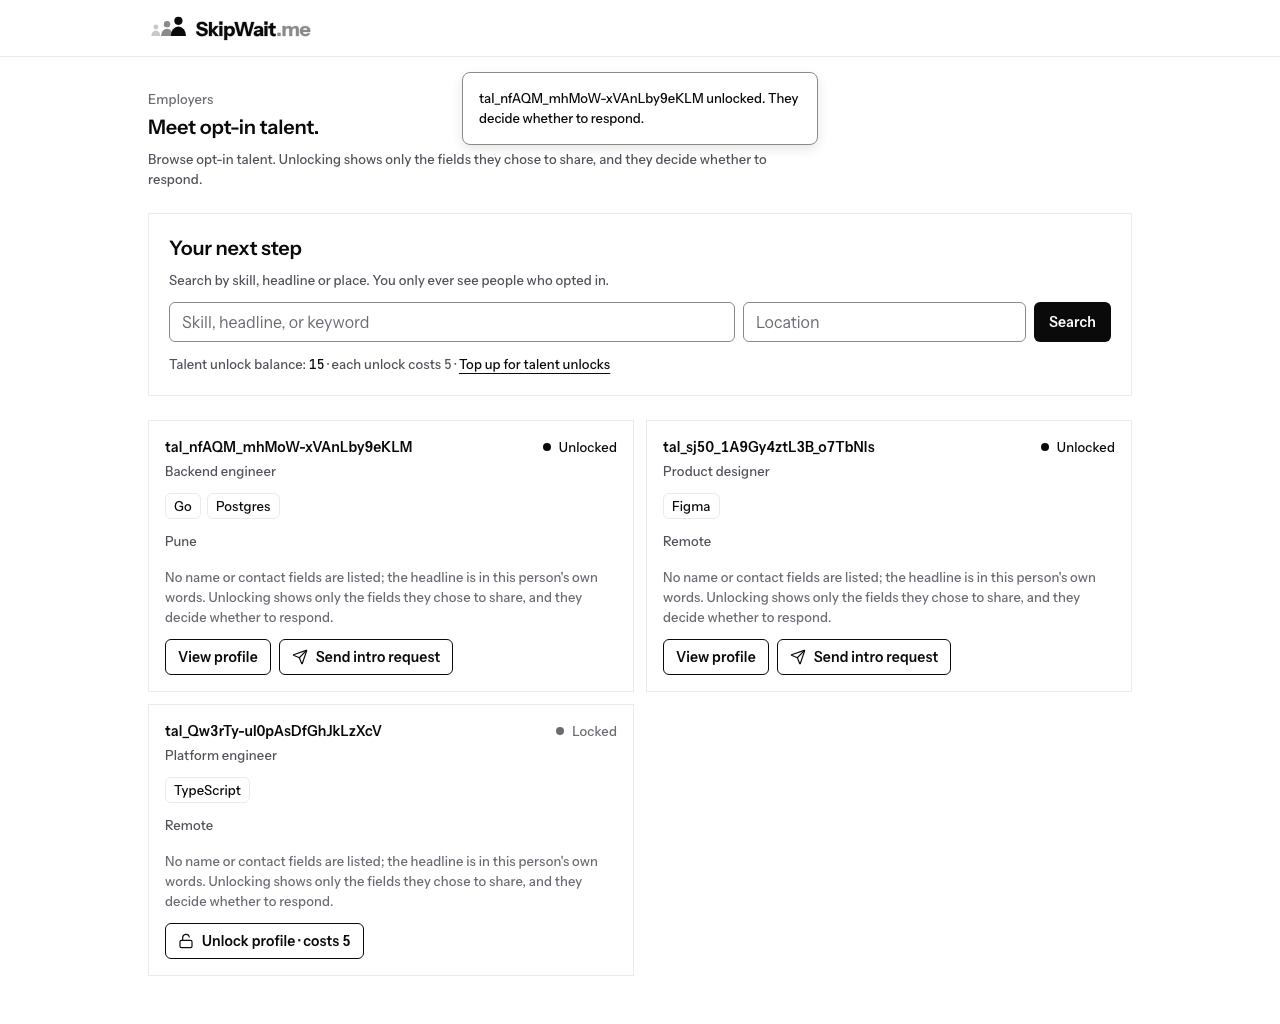 SkipWait.me
tal_nfAQM_mhMoW-xVAnLby9eKLM unlocked. They
decide whether to respond.
Employers
Meet opt-in talent.
Browse opt-in talent. Unlocking shows only the fields they chose to share, and they decide whether to
respond.
Your next step
Search by skill, headline or place. You only ever see people who opted in.
Skill, headline, or keyword
Location
Search
Talent unlock balance: 15 · each unlock costs 5 · Top up for talent unlocks
tal_nfAQM_mhMoW-xVAnLby9eKLM
Unlocked
Backend engineer
Go
Postgres
Pune
No name or contact fields are listed; the headline is in this person's own
words. Unlocking shows only the fields they chose to share, and they
decide whether to respond.
View profile
Send intro request
tal_sj50_1A9Gy4ztL3B_o7TbNls
Unlocked
Product designer
Figma
Remote
No name or contact fields are listed; the headline is in this person's own
words. Unlocking shows only the fields they chose to share, and they
decide whether to respond.
View profile
Send intro request
tal_Qw3rTy-ul0pAsDfGhJkLzXcV
Locked
Platform engineer
TypeScript
Remote
No name or contact fields are listed; the headline is in this person's own
words. Unlocking shows only the fields they chose to share, and they
decide whether to respond.
Unlock profile · costs 5